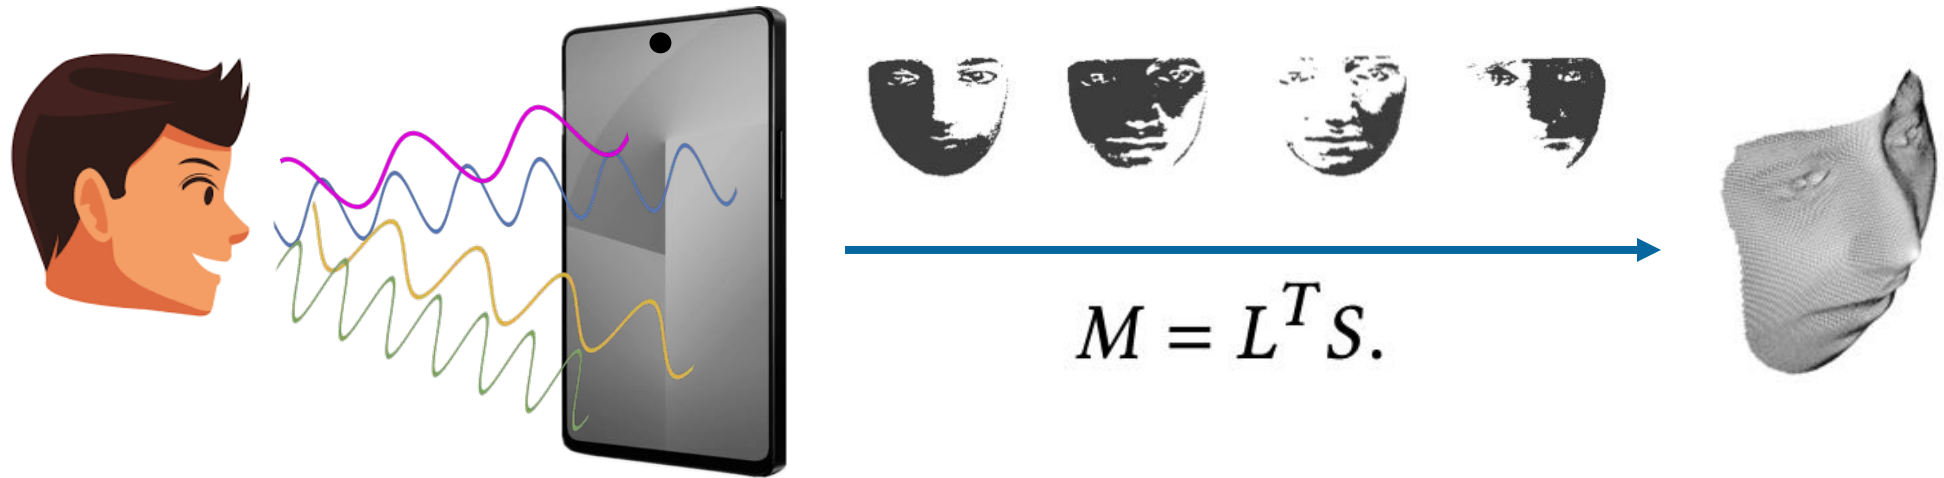 M = L^T S.